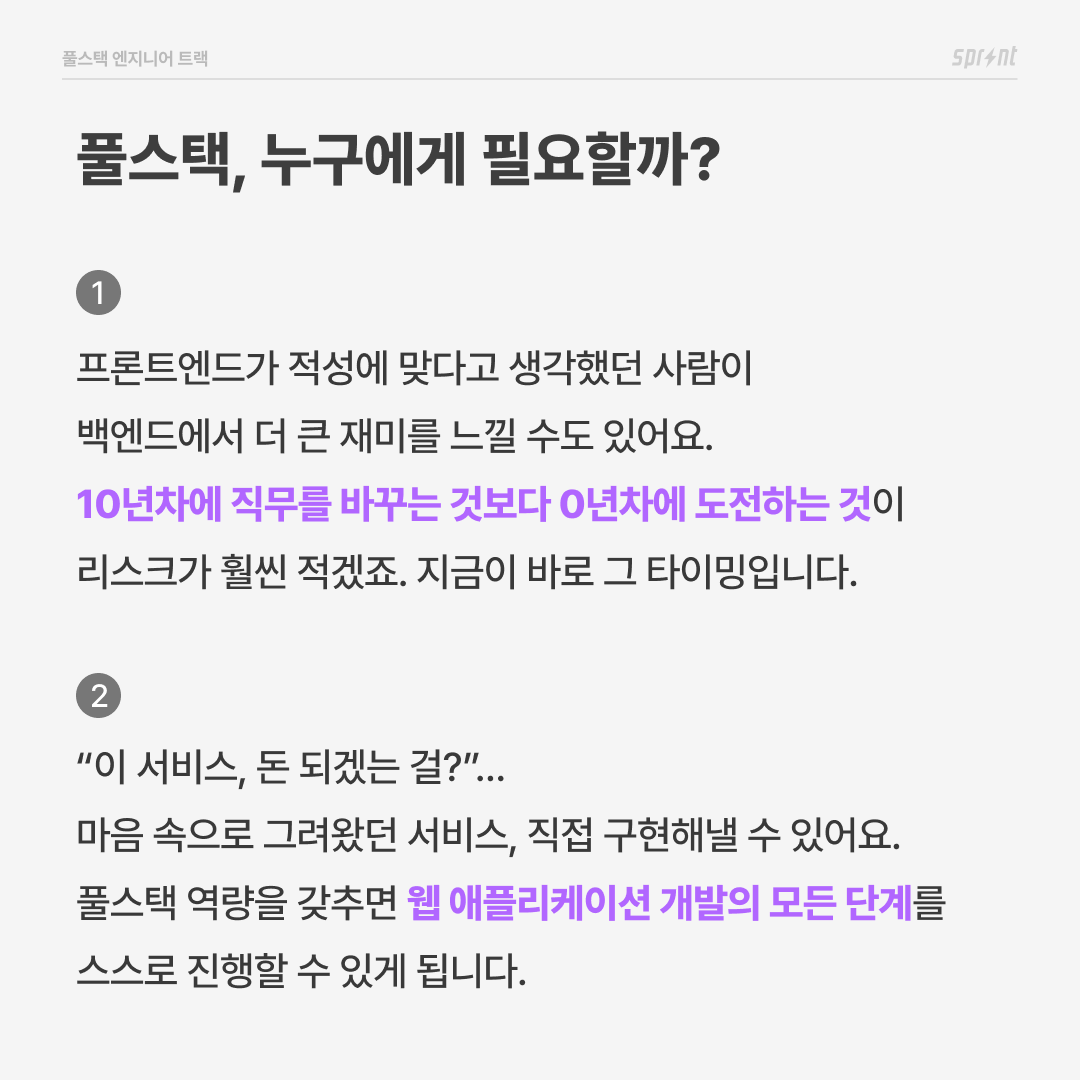 풀스택 엔지니어 트랙
sprint
풀스택, 누구에게 필요할까?
1
프론트엔드가 적성에 맞다고 생각했던 사람이
백엔드에서 더 큰 재미를 느낄 수도 있어요.
10년차에 직무를 바꾸는 것보다 0년차에 도전하는 것이
리스크가 훨씬 적겠죠. 지금이 바로 그 타이밍입니다.
2
“이 서비스, 돈 되겠는 걸?”...
마음 속으로 그려왔던 서비스, 직접 구현해낼 수 있어요.
풀스택 역량을 갖추면 웹 애플리케이션 개발의 모든 단계를
스스로 진행할 수 있게 됩니다.